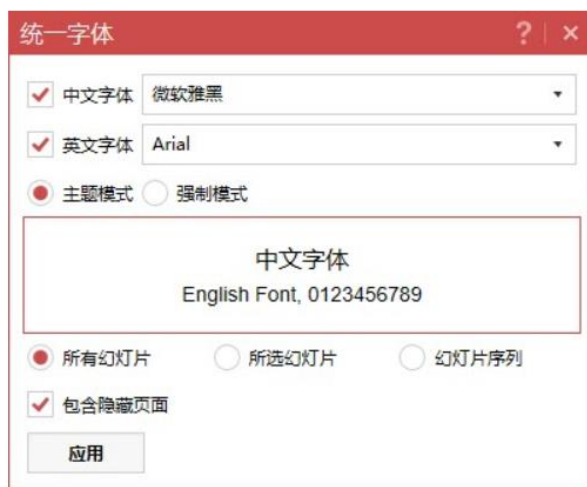 统一字体 ? ×
中文字体 微软雅黑
英文字体 Arial
主题模式 强制模式
中文字体
English Font, 0123456789
所有幻灯片 所选幻灯片 幻灯片序列
包含隐藏页面
应用